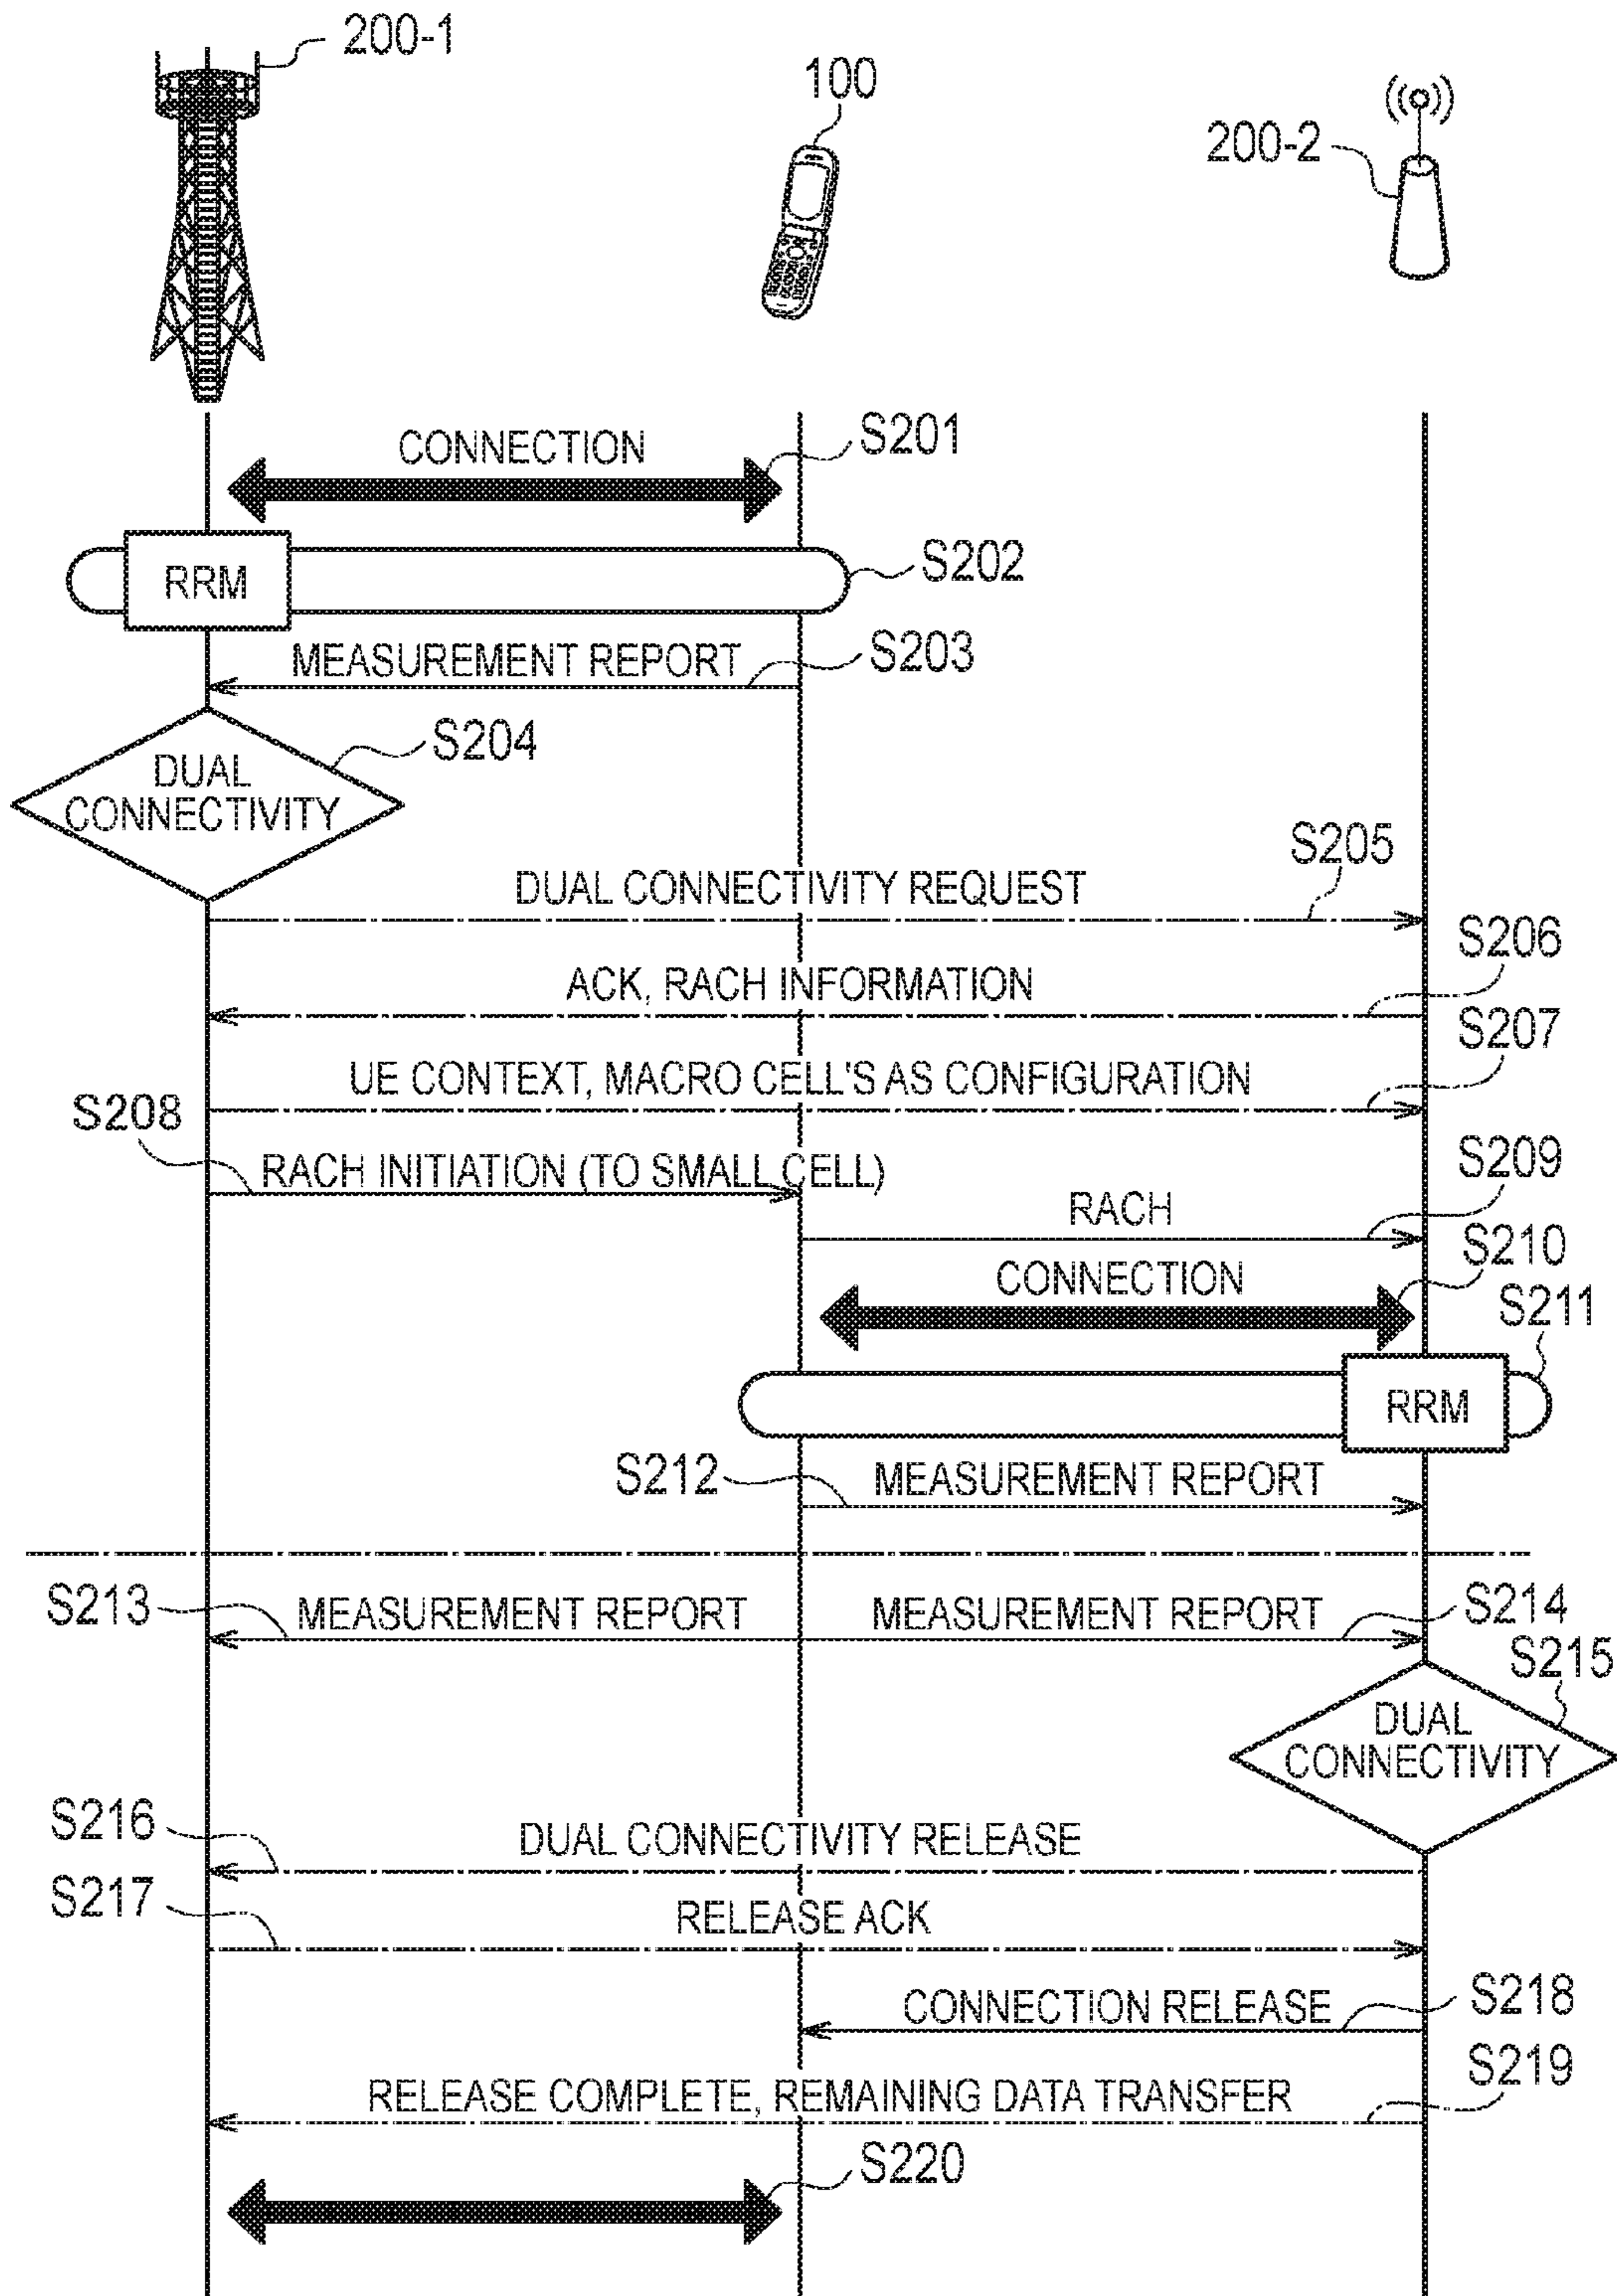 200-1
100
200-2
CONNECTION
S201
RRM
S202
MEASUREMENT REPORT
S203
S204
DUAL
CONNECTIVITY
S205
DUAL CONNECTIVITY REQUEST
S206
ACK, RACH INFORMATION
S207
UE CONTEXT, MACRO CELL'S AS CONFIGURATION
S208
RACH INITIATION (TO SMALL CELL)
S209
RACH
S210
CONNECTION
S211
RRM
S212
MEASUREMENT REPORT
S213
MEASUREMENT REPORT
MEASUREMENT REPORT
S214
S215
DUAL
CONNECTIVITY
S216
DUAL CONNECTIVITY RELEASE
S217
RELEASE ACK
CONNECTION RELEASE
S218
S219
RELEASE COMPLETE, REMAINING DATA TRANSFER
S220